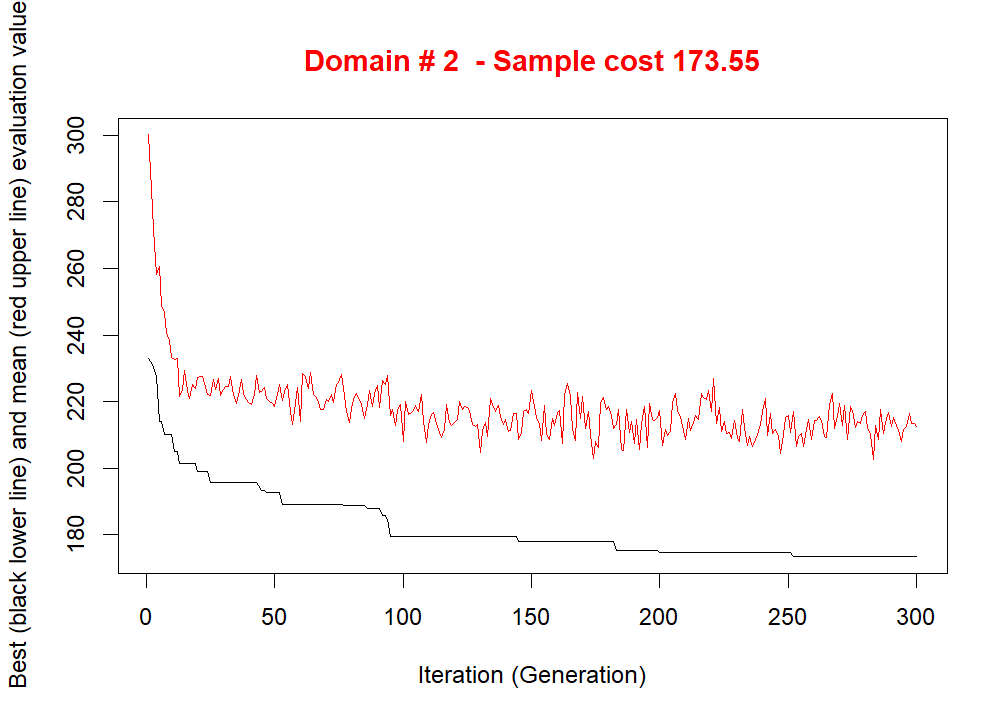 Domain # 2 - Sample cost 173.55
Best (black lower line) and mean (red upper line) evaluation value
300
280
260
240
220
200
180
0 50 100 150 200 250 300
Iteration (Generation)